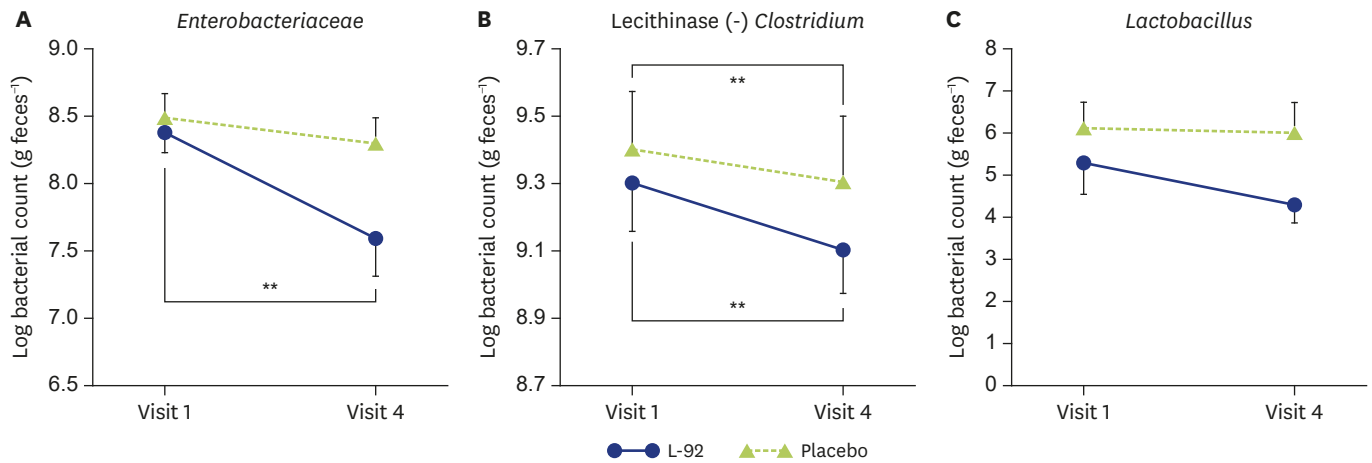 A
Enterobacteriaceae
Log bacterial count (g feces⁻¹)
9.0
8.5
8.0
7.5
7.0
6.5
**
Visit 1
Visit 4
B
Lecithinase (-) Clostridium
Log bacterial count (g feces⁻¹)
9.7
9.5
9.3
9.1
8.9
8.7
**
**
Visit 1
Visit 4
C
Lactobacillus
Log bacterial count (g feces⁻¹)
8
7
6
5
4
3
2
1
0
Visit 1
Visit 4
L-92
Placebo